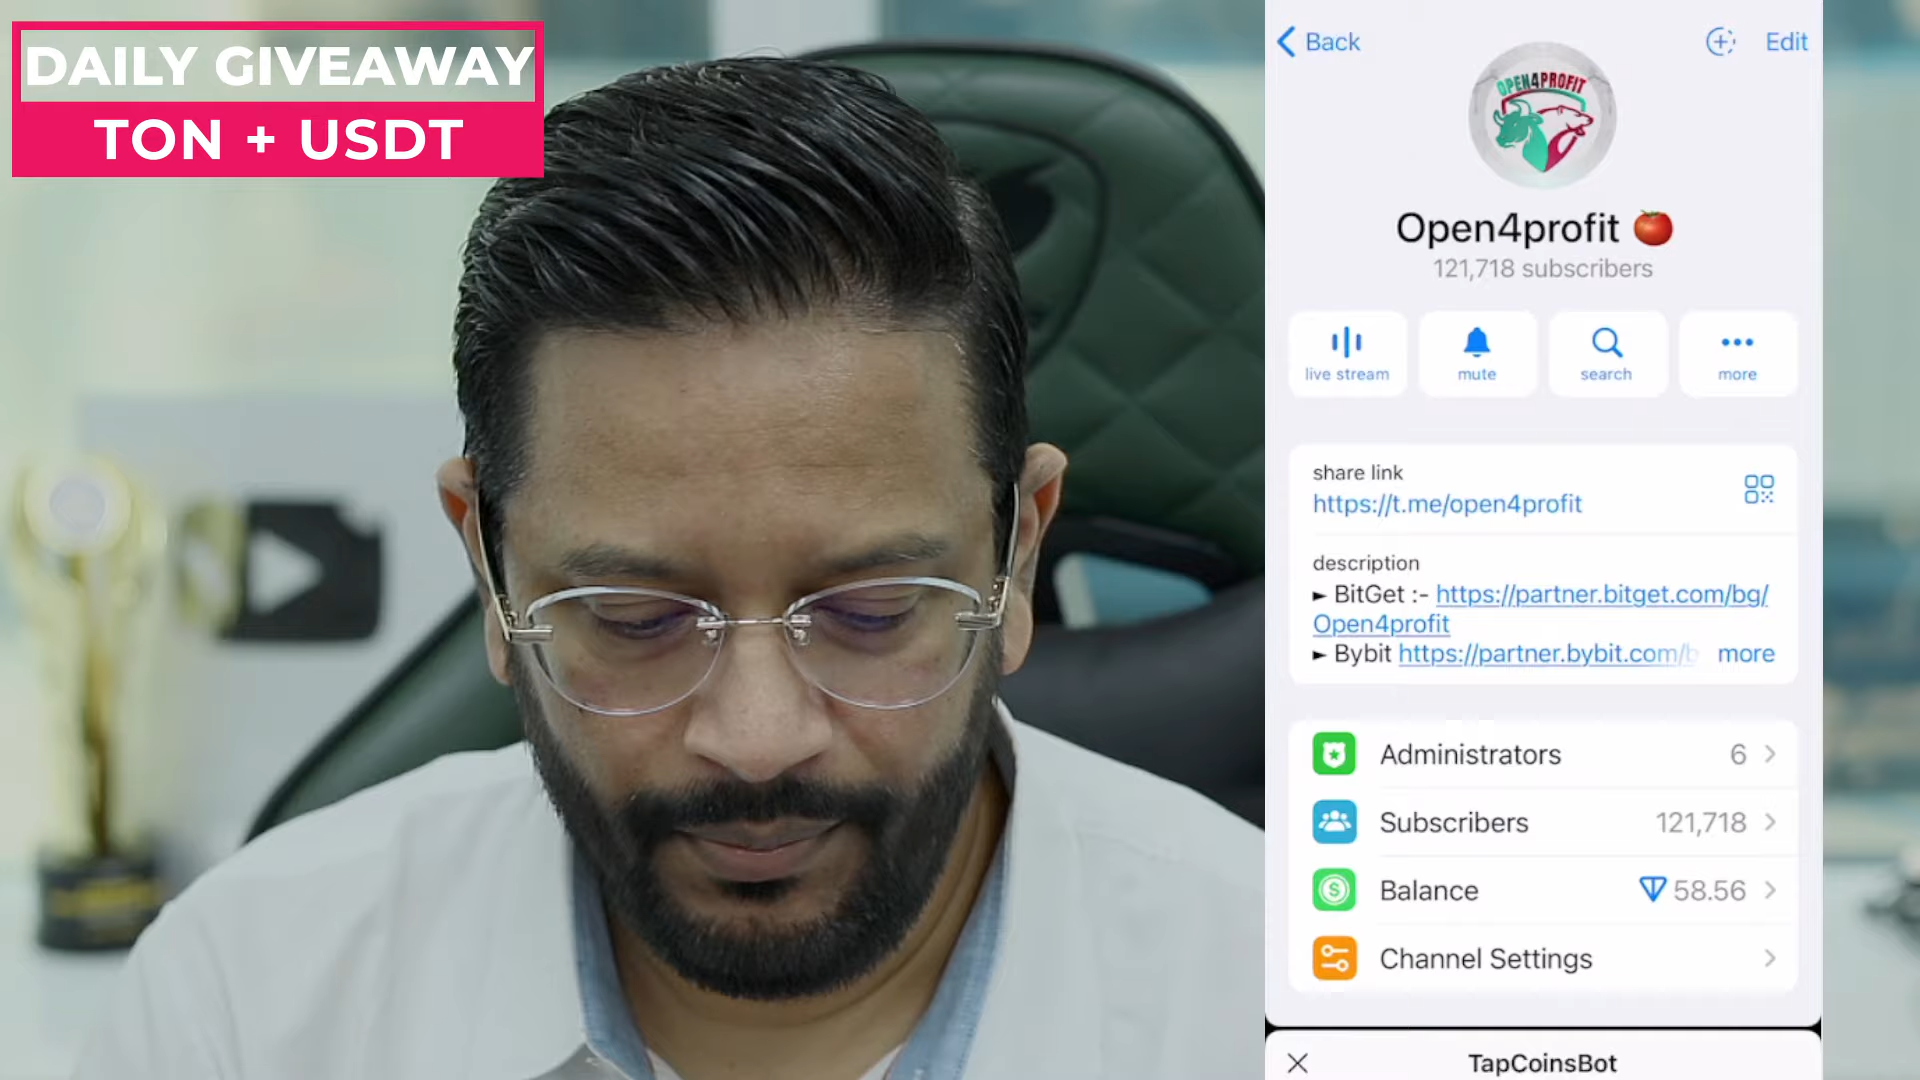 DAILY GIVEAWAY
TON + USDT
Back
Edit
OPEN4PROFIT
Open4profit
121,718 subscribers
live stream
mute
search
more
share link
https://t.me/open4profit
description
► BitGet :- https://partner.bitget.com/bg/
Open4profit
► Bybit https://partner.bybit.com/b more
Administrators 6
Subscribers 121,718
Balance 58.56
Channel Settings
TapCoinsBot